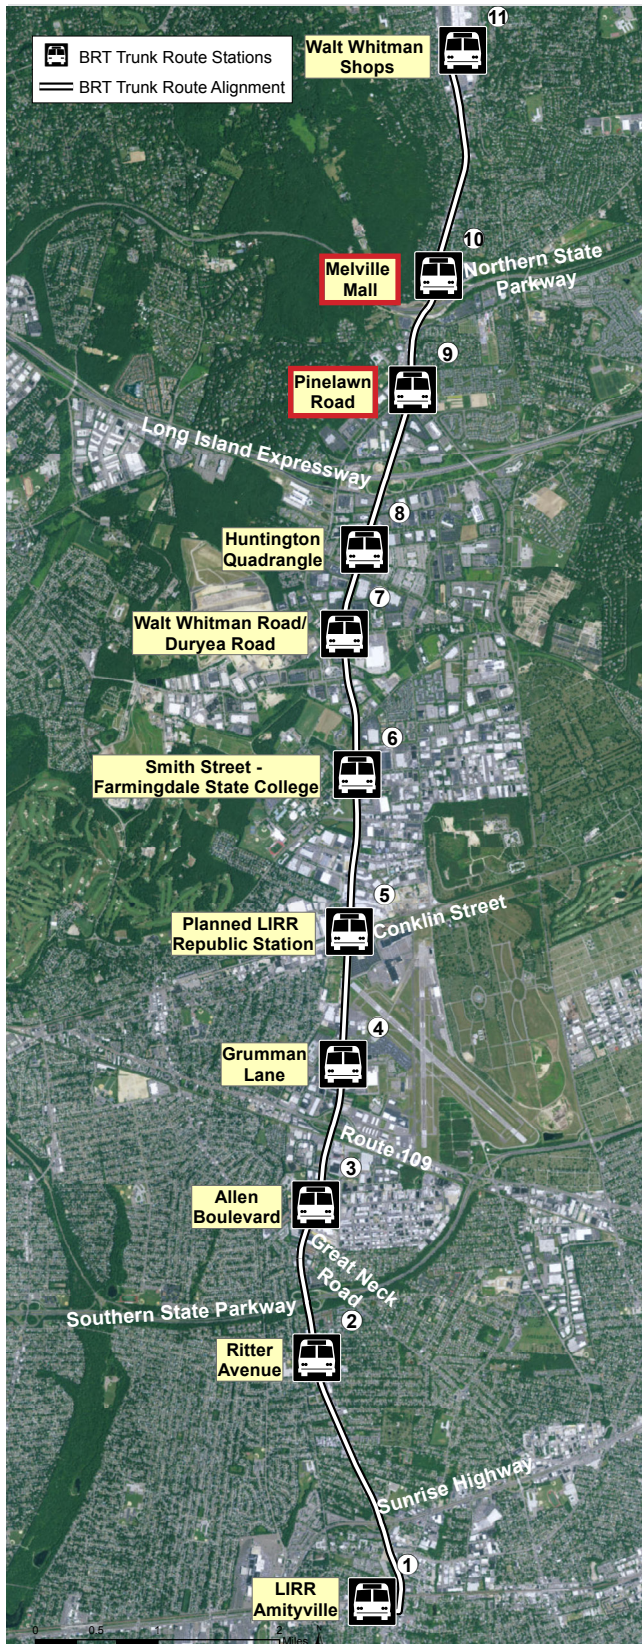 11
Walt Whitman
Shops
BRT Trunk Route Stations
BRT Trunk Route Alignment
10
Melville
Mall
Northern State
Parkway
9
Pinelawn
Road
Long Island Expressway
8
Huntington
Quadrangle
7
Walt Whitman Road/
Duryea Road
6
Smith Street -
Farmingdale State College
5
Planned LIRR
Republic Station
Conklin Street
4
Grumman
Lane
Route 109
3
Allen
Boulevard
Great Neck
Road
Southern State Parkway
2
Ritter
Avenue
Sunrise Highway
1
LIRR
Amityville
0 0.5 2
Miles